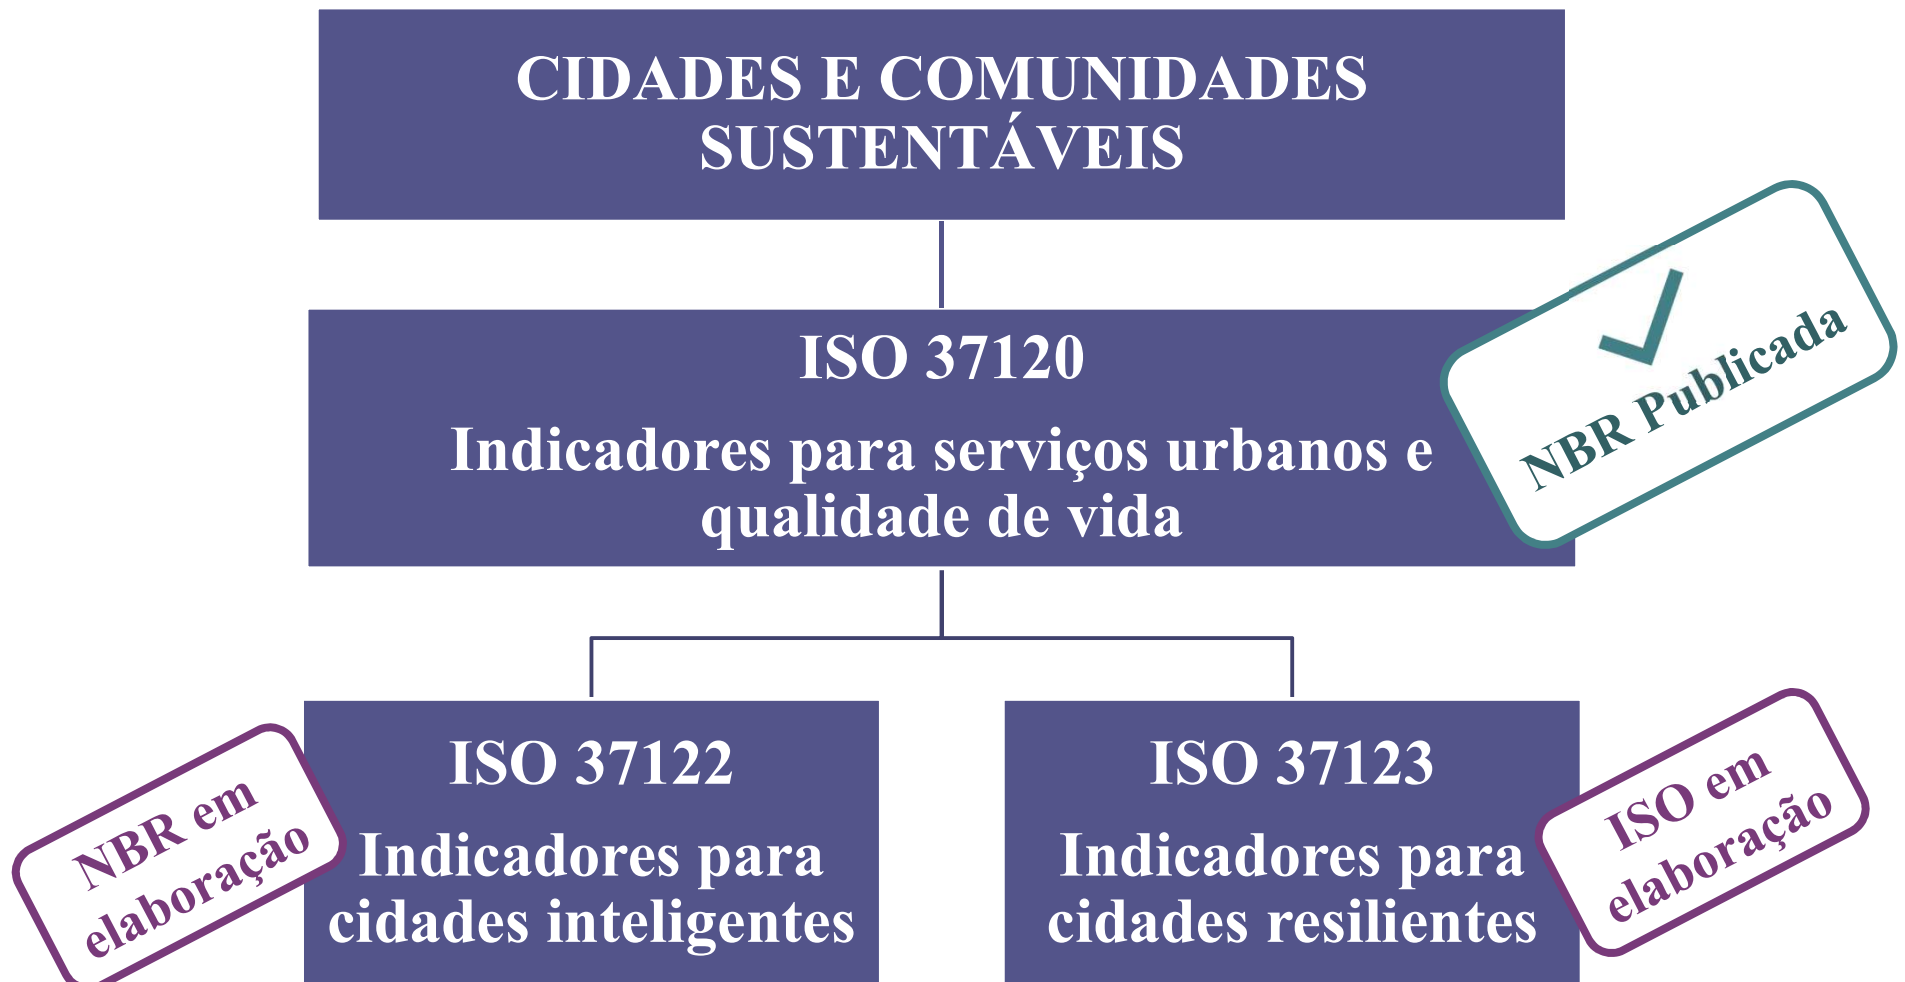 CIDADES E COMUNIDADES
SUSTENTÁVEIS
ISO 37120
Indicadores para serviços urbanos e
qualidade de vida
NBR Publicada
ISO 37122
Indicadores para
cidades inteligentes
NBR em
elaboração
ISO 37123
Indicadores para
cidades resilientes
ISO em
elaboração